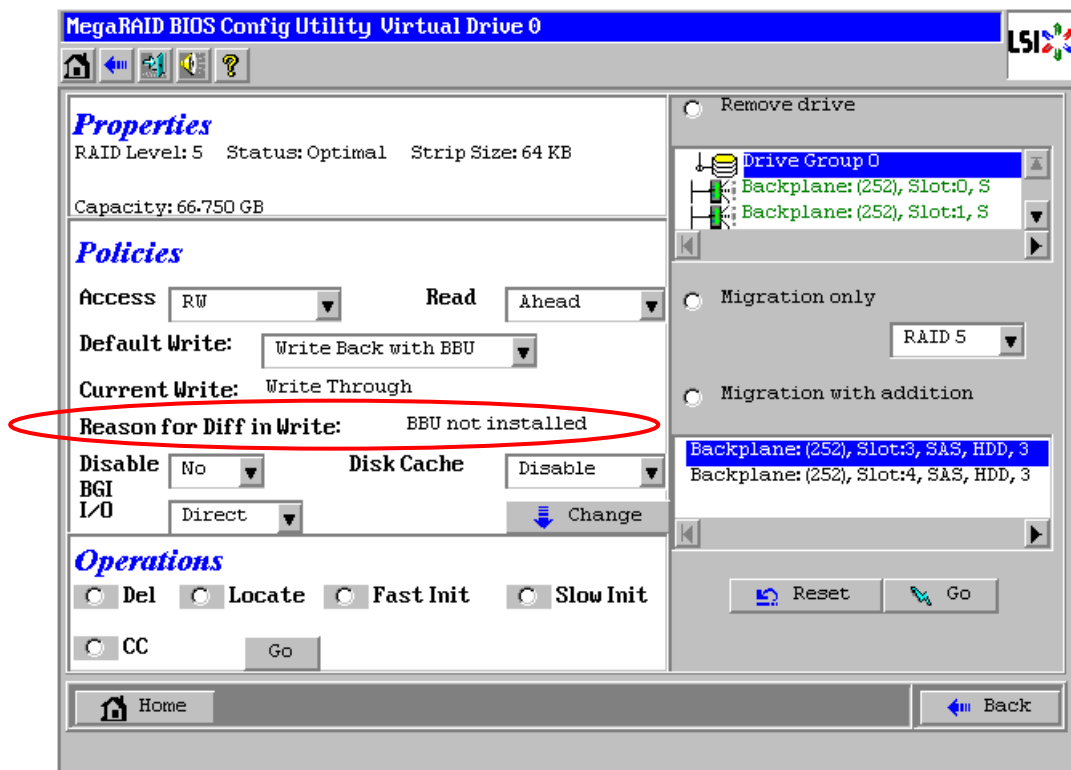 MegaRAID BIOS Config Utility Virtual Drive 0
LSI
?
Properties
RAID Level: 5 Status: Optimal Strip Size: 64 KB
Capacity: 66.750 GB
Policies
Access RW Read Ahead
Default Write: Write Back with BBU
Current Write: Write Through
Reason for Diff in Write: BBU not installed
Disable BGI No Disk Cache Disable
I/O Direct Change
Operations
Del Locate Fast Init Slow Init
CC Go
Remove drive
Drive Group 0
Backplane: (252), Slot:0, S
Backplane: (252), Slot:1, S
Migration only
RAID 5
Migration with addition
Backplane: (252), Slot:3, SAS, HDD, 3
Backplane: (252), Slot:4, SAS, HDD, 3
Reset Go
Home Back